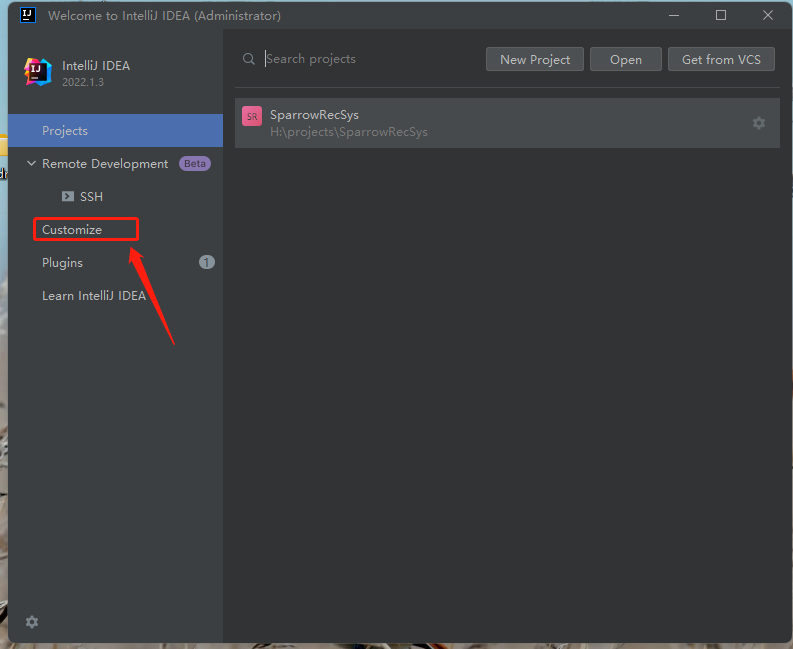 Welcome to IntelliJ IDEA (Administrator)
IJ
IntelliJ IDEA
2022.1.3
Search projects
New Project
Open
Get from VCS
SR
SparrowRecSys
H:\projects\SparrowRecSys
Projects
Remote Development Beta
SSH
Customize
Plugins 1
Learn IntelliJ IDEA